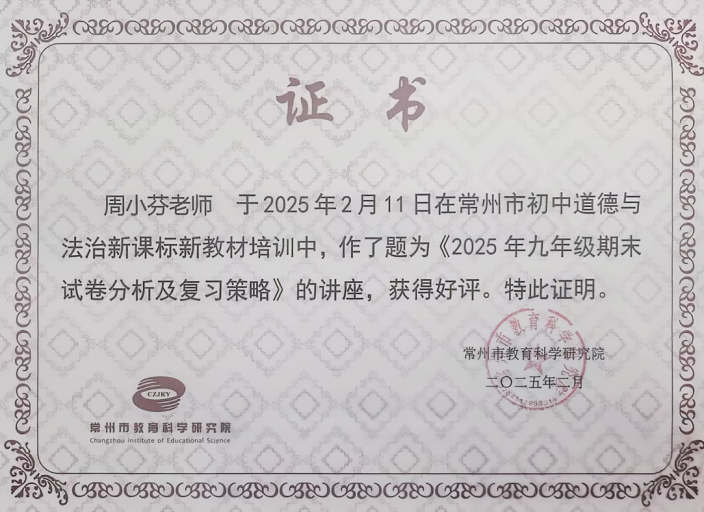 证 书
周小芬老师 于2025年2月11日在常州市初中道德与
法治新课标新教材培训中，作了题为《2025年九年级期末
试卷分析及复习策略》的讲座，获得好评。特此证明。
常州市教育科学研究院
二〇二五年二月
CZJKY
常州市教育科学研究院
Changzhou Institute of Educational Science